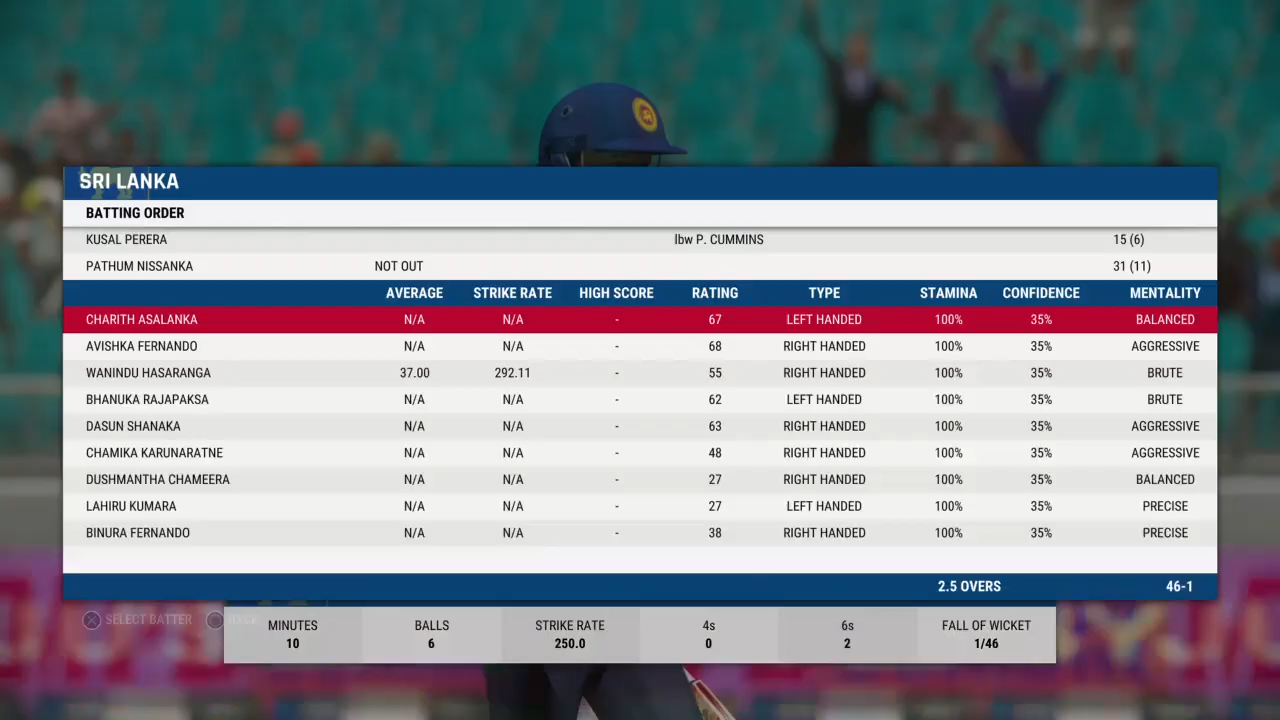 SRI LANKA
BATTING ORDER
KUSAL PERERA lbw P. CUMMINS 15 (6)
PATHUM NISSANKA NOT OUT 31 (11)
AVERAGE STRIKE RATE HIGH SCORE RATING TYPE STAMINA CONFIDENCE MENTALITY
CHARITH ASALANKA N/A N/A - 67 LEFT HANDED 100% 35% BALANCED
AVISHKA FERNANDO N/A N/A - 68 RIGHT HANDED 100% 35% AGGRESSIVE
WANINDU HASARANGA 37.00 292.11 - 55 RIGHT HANDED 100% 35% BRUTE
BHANUKA RAJAPAKSA N/A N/A - 62 LEFT HANDED 100% 35% BRUTE
DASUN SHANAKA N/A N/A - 63 RIGHT HANDED 100% 35% AGGRESSIVE
CHAMIKA KARUNARATNE N/A N/A - 48 RIGHT HANDED 100% 35% AGGRESSIVE
DUSHMANTHA CHAMEERA N/A N/A - 27 RIGHT HANDED 100% 35% BALANCED
LAHIRU KUMARA N/A N/A - 27 LEFT HANDED 100% 35% PRECISE
BINURA FERNANDO N/A N/A - 38 RIGHT HANDED 100% 35% PRECISE
2.5 OVERS 46-1
SELECT BATTER
MINUTES BALLS STRIKE RATE 4s 6s FALL OF WICKET
10 6 250.0 0 2 1/46